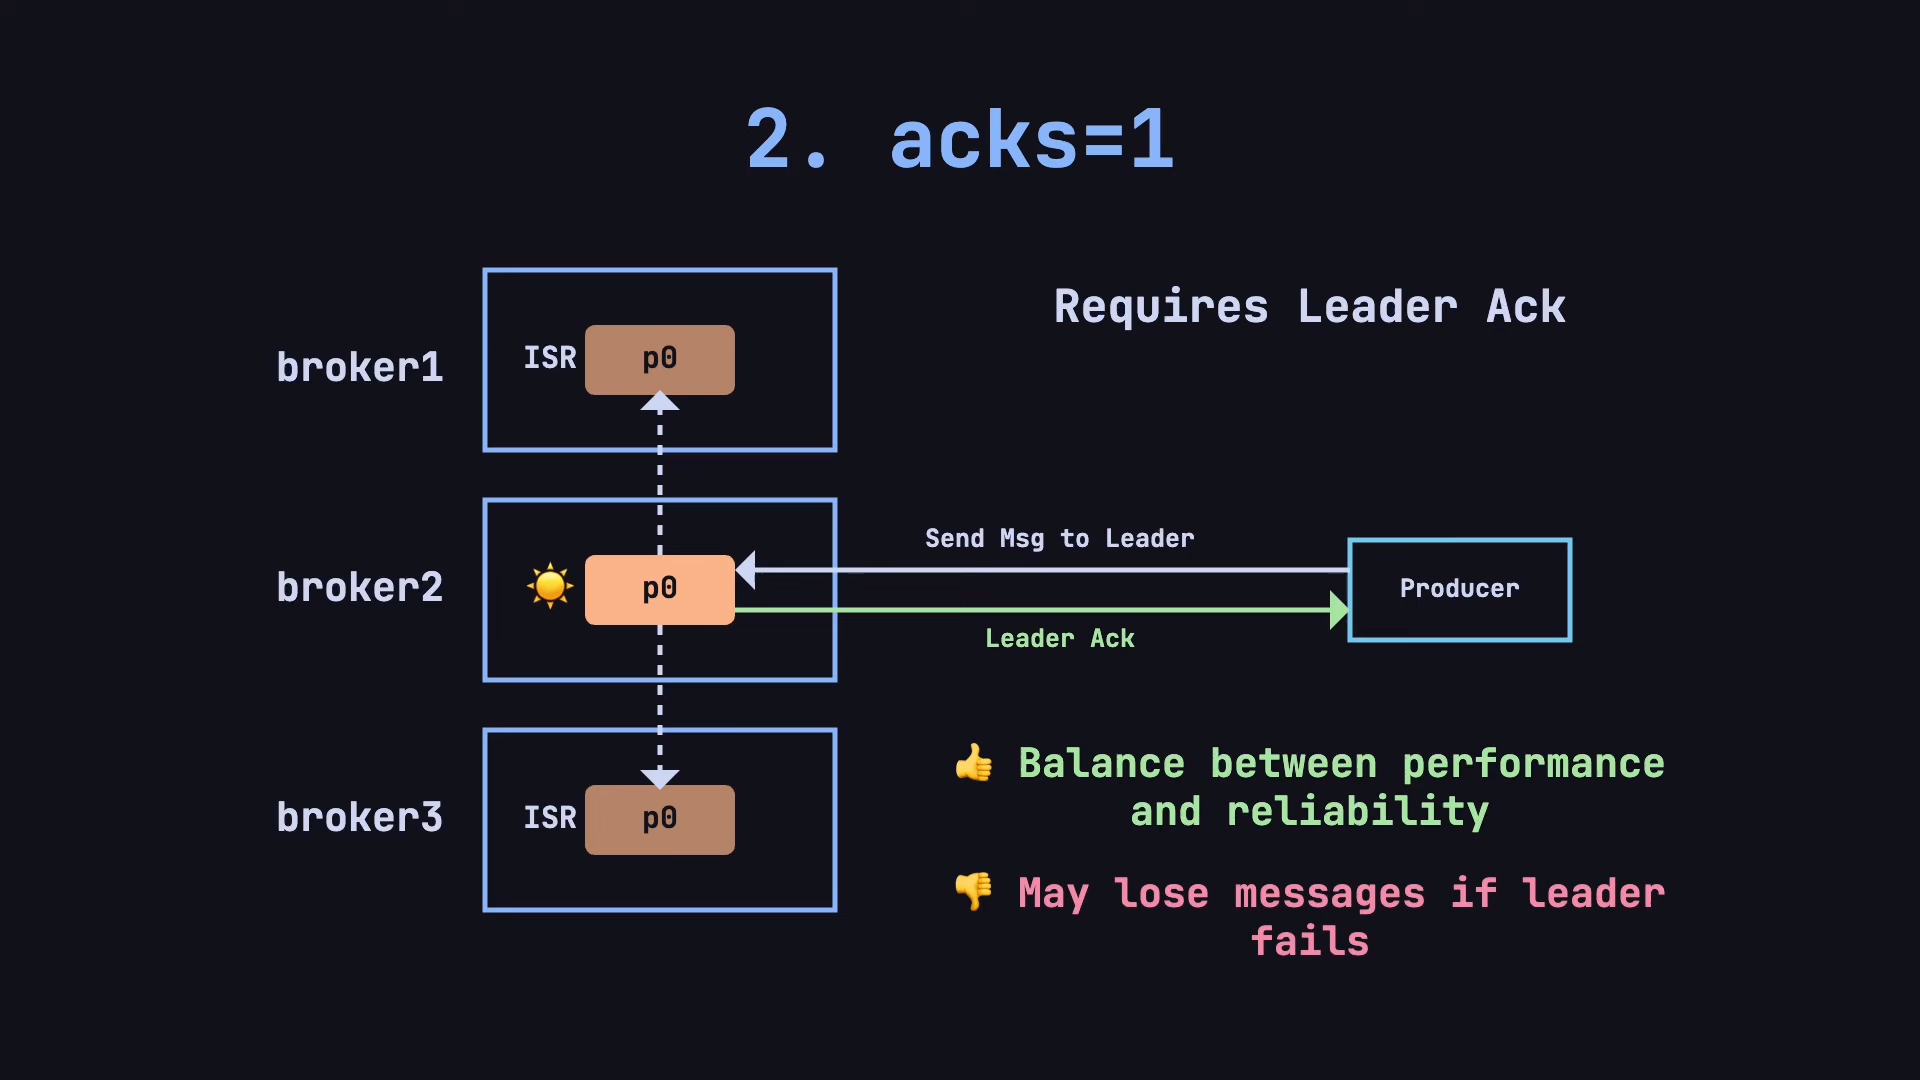 2. acks=1
Requires Leader Ack
broker1
ISR
p0
broker2
p0
Send Msg to Leader
Leader Ack
Producer
broker3
ISR
p0
👍 Balance between performance
and reliability
👎 May lose messages if leader
fails